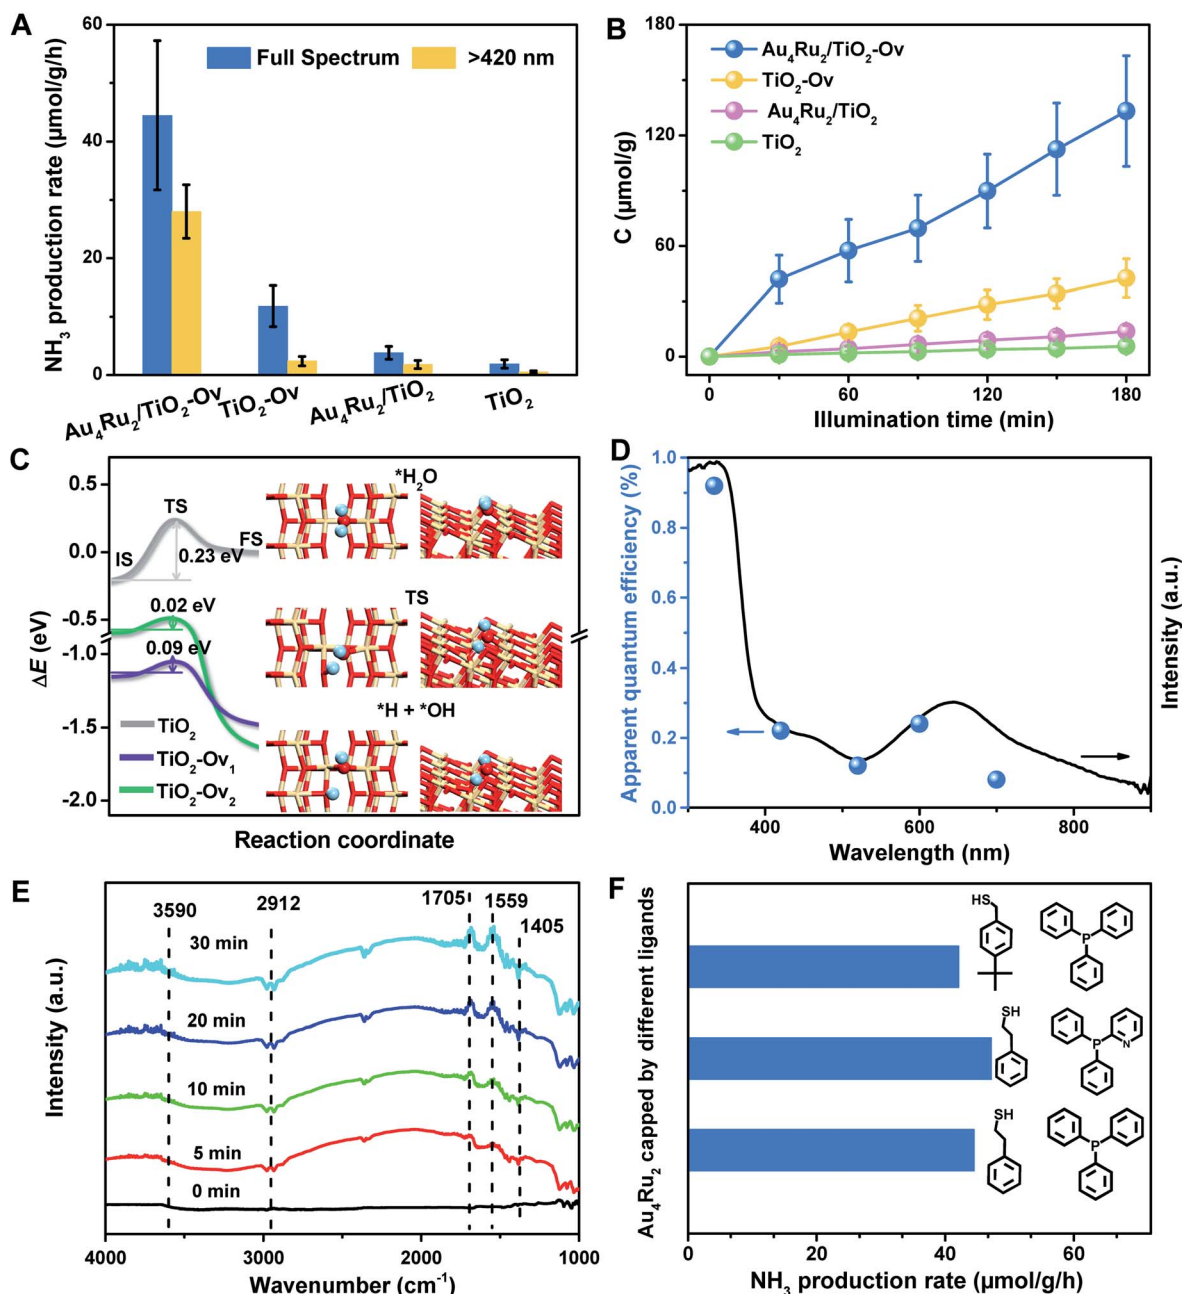 A
60
40
20
0
NH₃ production rate (µmol/g/h)
Full Spectrum
>420 nm
Au₄Ru₂/TiO₂-Ov
TiO₂-Ov
Au₄Ru₂/TiO₂
TiO₂
B
180
120
60
0
C (µmol/g)
Au₄Ru₂/TiO₂-Ov
TiO₂-Ov
Au₄Ru₂/TiO₂
TiO₂
0
60
120
180
Illumination time (min)
C
0.5
0.0
-0.5
-1.0
-1.5
-2.0
ΔE (eV)
TS
IS
FS
0.23 eV
0.02 eV
0.09 eV
TiO₂
TiO₂-Ov₁
TiO₂-Ov₂
*H₂O
TS
*H + *OH
Reaction coordinate
D
1.0
0.8
0.6
0.4
0.2
0.0
Apparent quantum efficiency (%)
Intensity (a.u.)
400
600
800
Wavelength (nm)
E
3590
2912
1705
1559
1405
30 min
20 min
10 min
5 min
0 min
Intensity (a.u.)
4000
3000
2000
1000
Wavenumber (cm⁻¹)
F
Au₄Ru₂ capped by different ligands
HS
P
SH
P
N
SH
P
0
20
40
60
NH₃ production rate (µmol/g/h)